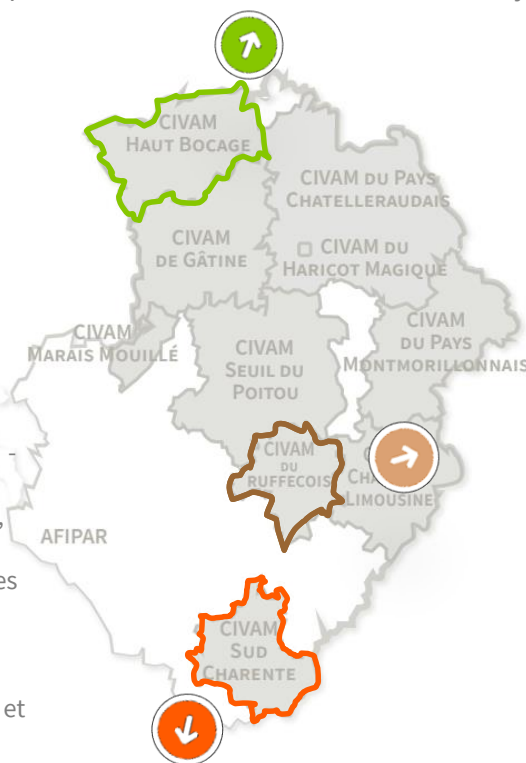 CIVAM
HAUT BOCAGE
CIVAM DU PAYS
CHATELLERAUDAIS
CIVAM
DE GÂTINE
CIVAM DU
HARICOT MAGIQUE
CIVAM
MARAIS MOUILLÉ
CIVAM
SEUIL DU
POITOU
CIVAM
DU PAYS
MONTMORILLONNAIS
CIVAM
DU
RUFFECOIS
LIMOUSINE
-
,
AFIPAR
es
CIVAM
SUD
CHARENTE
et